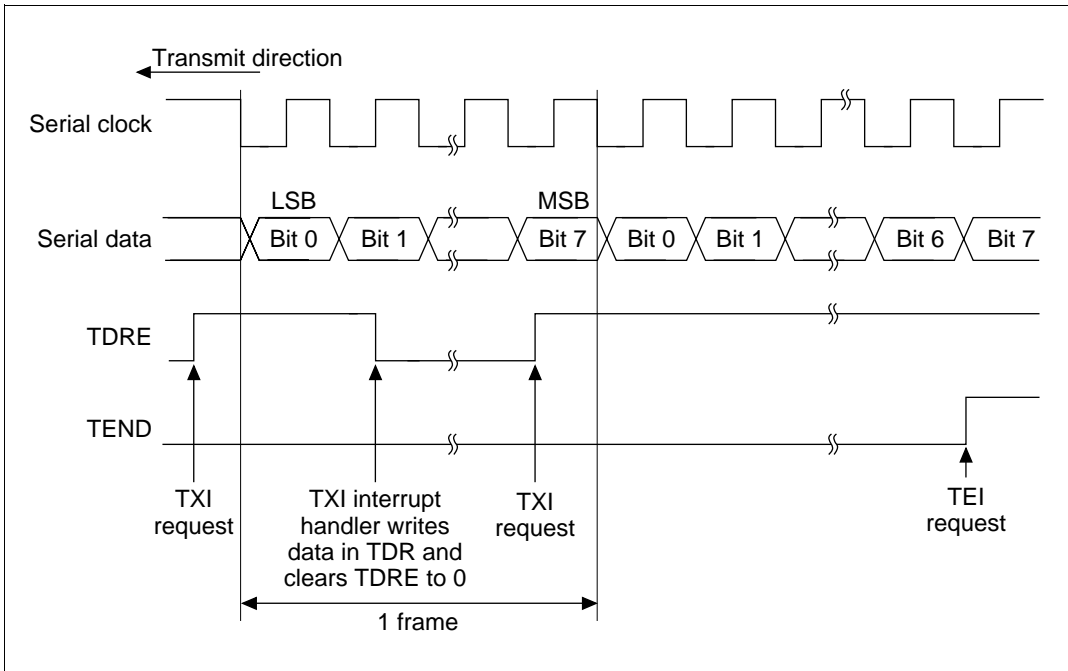 Transmit direction
Serial clock
LSB
MSB
Serial data
Bit 0
Bit 1
Bit 7
Bit 0
Bit 1
Bit 6
Bit 7
TDRE
TEND
TXI
request
TXI interrupt
handler writes
data in TDR and
clears TDRE to 0
TXI
request
TEI
request
1 frame